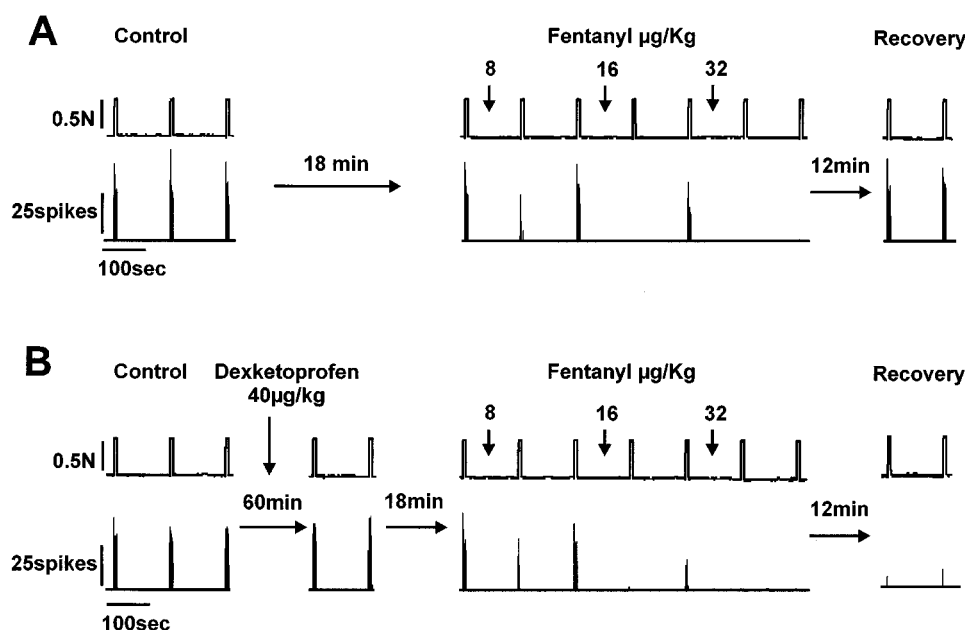 A
Control
Fentanyl µg/Kg
Recovery
8
16
32
0.5N
18 min
12min
25spikes
100sec
B
Control
Dexketoprofen
40µg/kg
Fentanyl µg/Kg
Recovery
8
16
32
0.5N
60min
18min
12min
25spikes
100sec